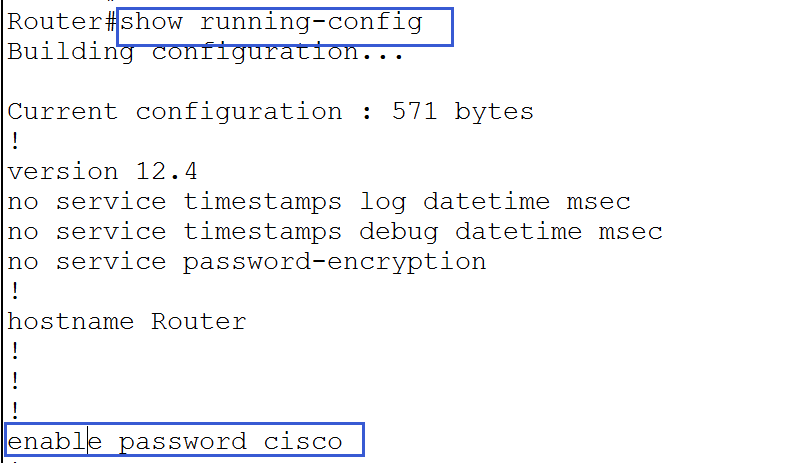 Router#show running-config
Building configuration...
Current configuration : 571 bytes
!
version 12.4
no service timestamps log datetime msec
no service timestamps debug datetime msec
no service password-encryption
!
hostname Router
!
!
!
enable password cisco